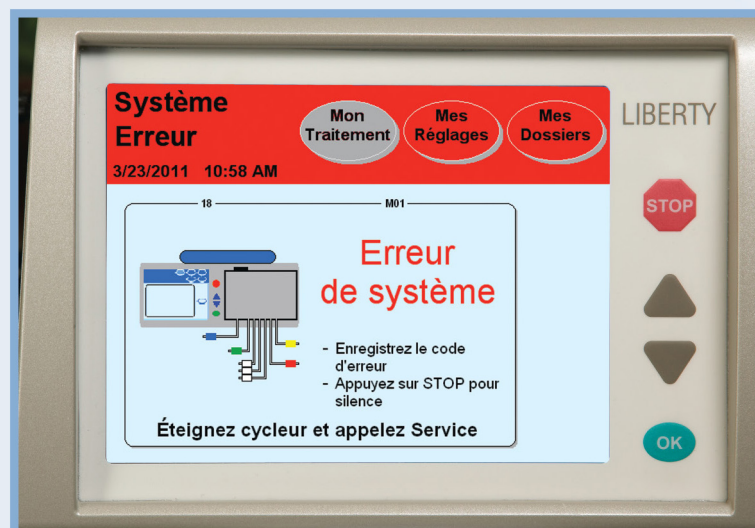 Système
Erreur
3/23/2011 10:58 AM
Mon
Traitement
Mes
Réglages
Mes
Dossiers
LIBERTY
STOP
18
M01
Erreur
de système
- Enregistrez le code
d'erreur
- Appuyez sur STOP pour
silence
Éteignez cycleur et appelez Service
OK